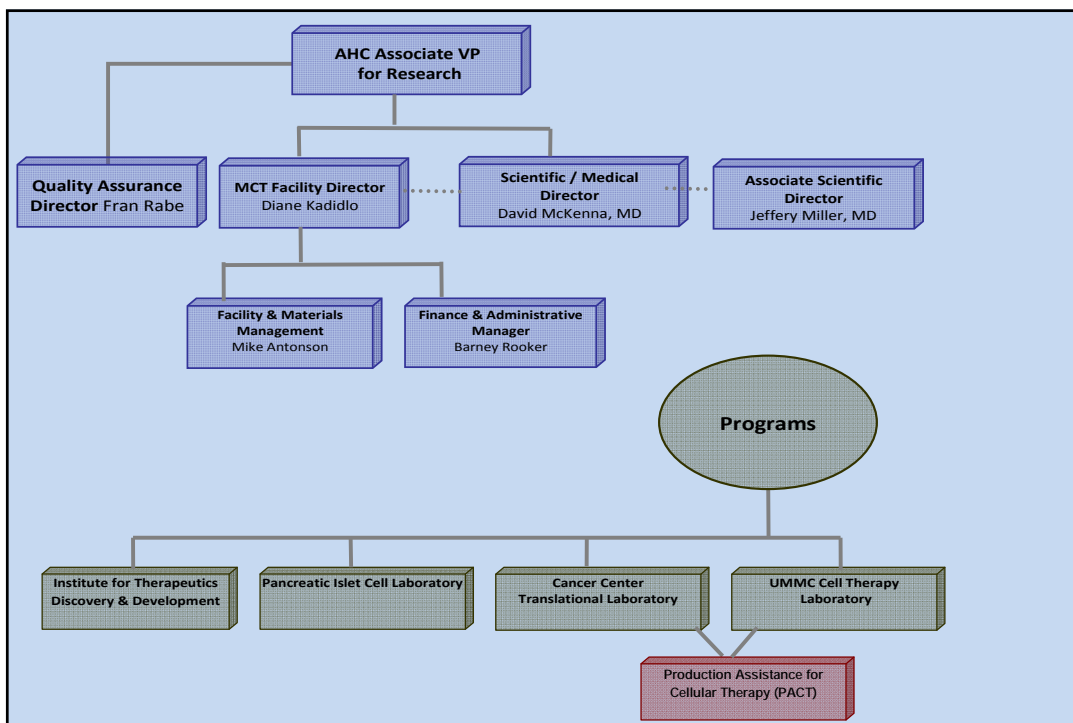 AHC Associate VP
for Research
Quality Assurance
Director Fran Rabe
MCT Facility Director
Diane Kadidlo
Scientific / Medical
Director
David McKenna, MD
Associate Scientific
Director
Jeffery Miller, MD
Facility & Materials
Management
Mike Antonson
Finance & Administrative
Manager
Barney Rooker
Programs
Institute for Therapeutics
Discovery & Development
Pancreatic Islet Cell Laboratory
Cancer Center
Translational Laboratory
UMMC Cell Therapy
Laboratory
Production Assistance for
Cellular Therapy (PACT)